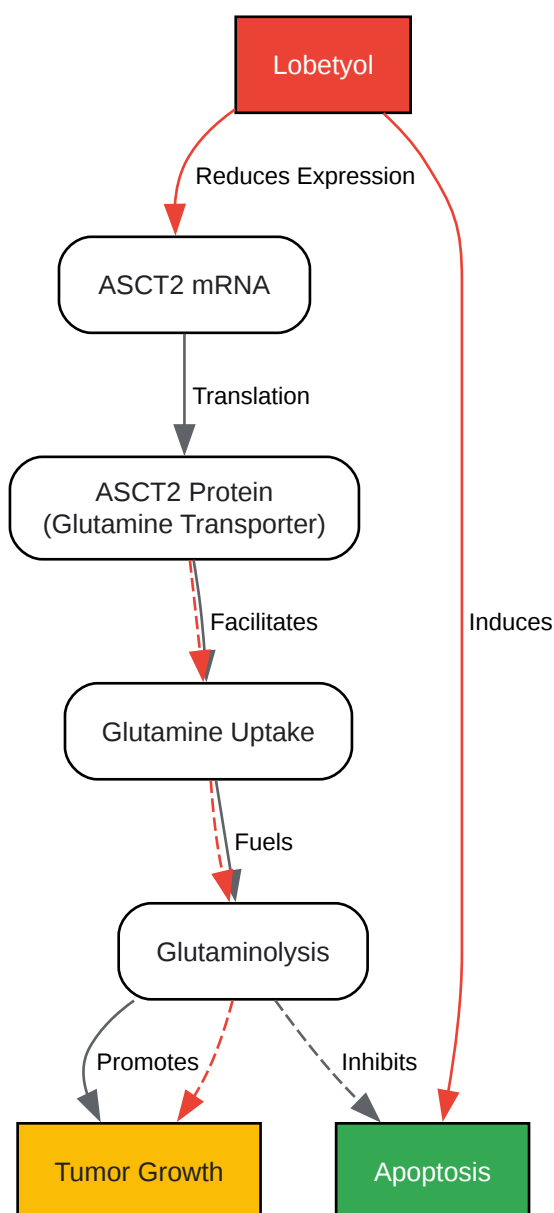 Lobetyol
Reduces Expression
ASCT2 mRNA
Translation
ASCT2 Protein
(Glutamine Transporter)
Facilitates
Induces
Glutamine Uptake
Fuels
Glutaminolysis
Promotes
Inhibits
Tumor Growth
Apoptosis